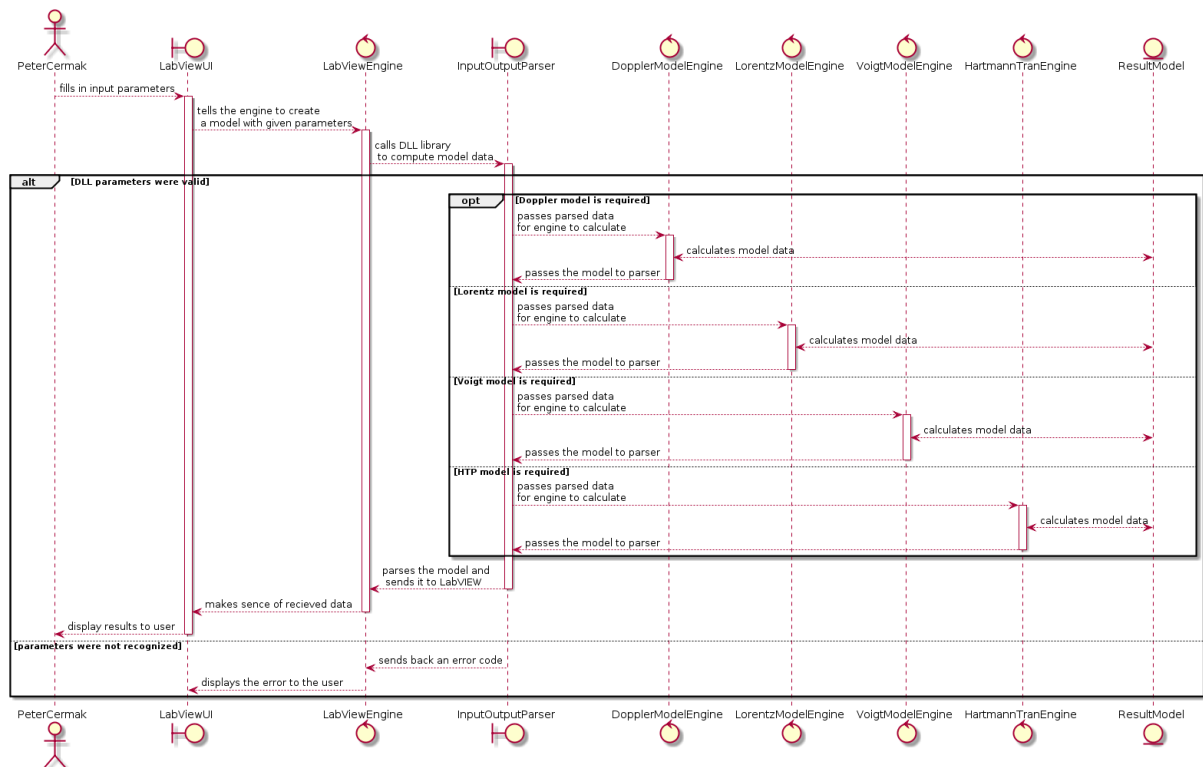 PeterCermak LabViewUI LabViewEngine InputOutputParser DopplerModelEngine LorentzModelEngine VoigtModelEngine HartmannTranEngine ResultModel
fills in input parameters
tells the engine to create
a model with given parameters
calls DLL library
to compute model data
alt [DLL parameters were valid]
opt [Doppler model is required]
passes parsed data
for engine to calculate
calculates model data
passes the model to parser
[Lorentz model is required]
passes parsed data
for engine to calculate
calculates model data
passes the model to parser
[Voigt model is required]
passes parsed data
for engine to calculate
calculates model data
passes the model to parser
[HTP model is required]
passes parsed data
for engine to calculate
calculates model data
passes the model to parser
parses the model and
sends it to LabVIEW
makes sence of recieved data
display results to user
[parameters were not recognized]
sends back an error code
displays the error to the user
PeterCermak LabViewUI LabViewEngine InputOutputParser DopplerModelEngine LorentzModelEngine VoigtModelEngine HartmannTranEngine ResultModel